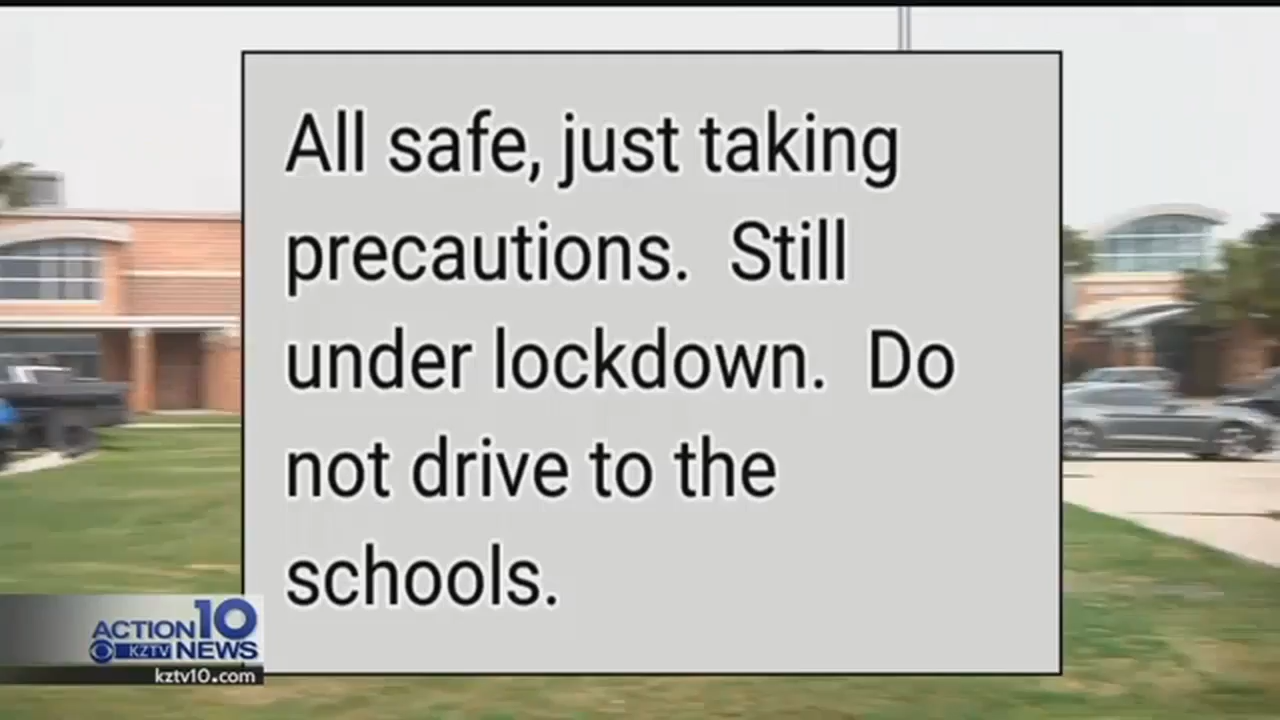 All safe, just taking
precautions.  Still
under lockdown.  Do
not drive to the
schools.
ACTION 10
KZTV NEWS
kztv10.com